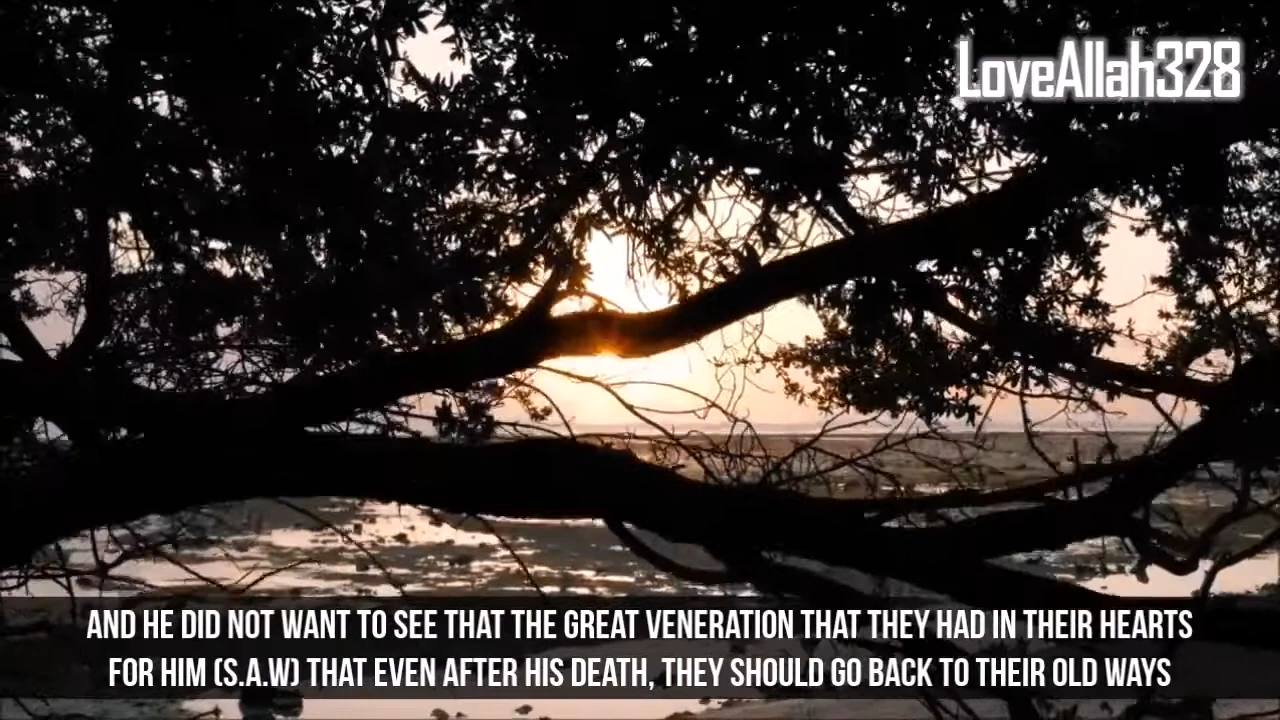 LoveAllah328
AND HE DID NOT WANT TO SEE THAT THE GREAT VENERATION THAT THEY HAD IN THEIR HEARTS
FOR HIM (S.A.W) THAT EVEN AFTER HIS DEATH, THEY SHOULD GO BACK TO THEIR OLD WAYS